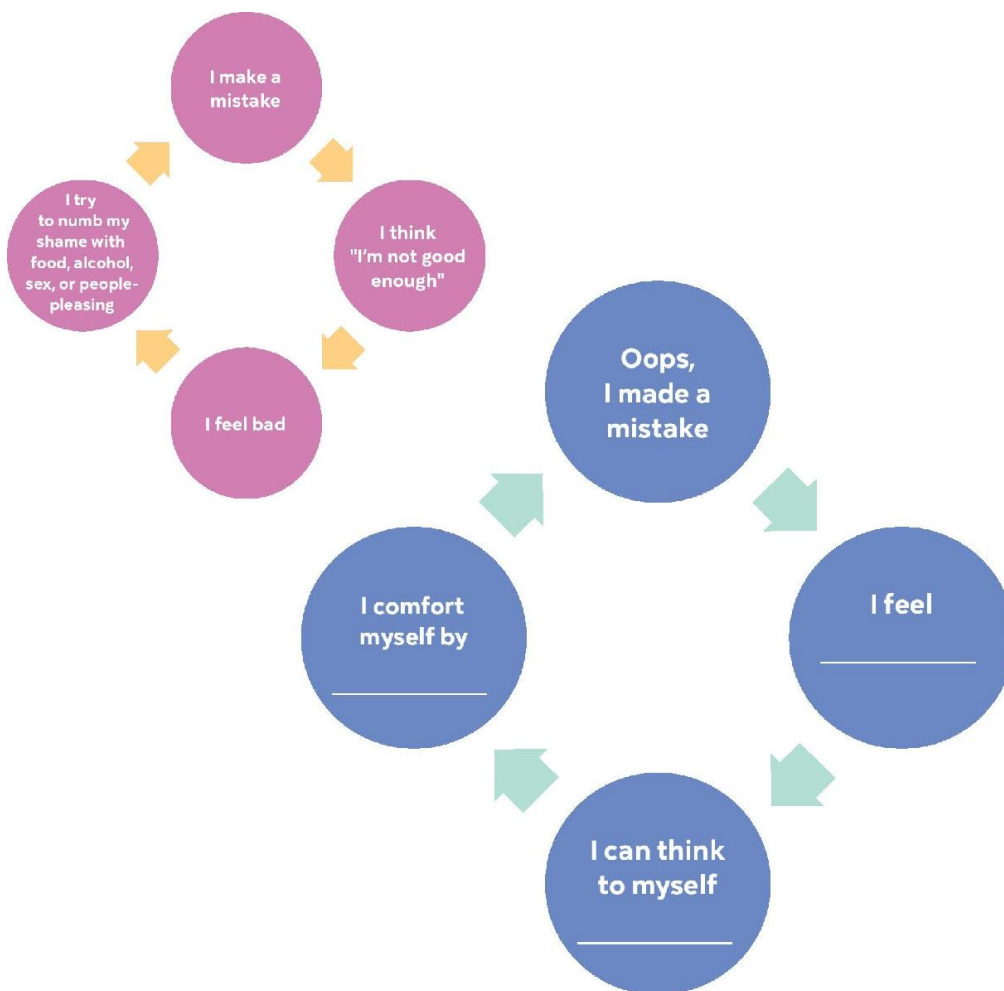 I make a
mistake
I think
"I'm not good
enough"
I feel bad
I try
to numb my
shame with
food, alcohol,
sex, or people-
pleasing
Oops,
I made a
mistake
I feel
I can think
to myself
I comfort
myself by